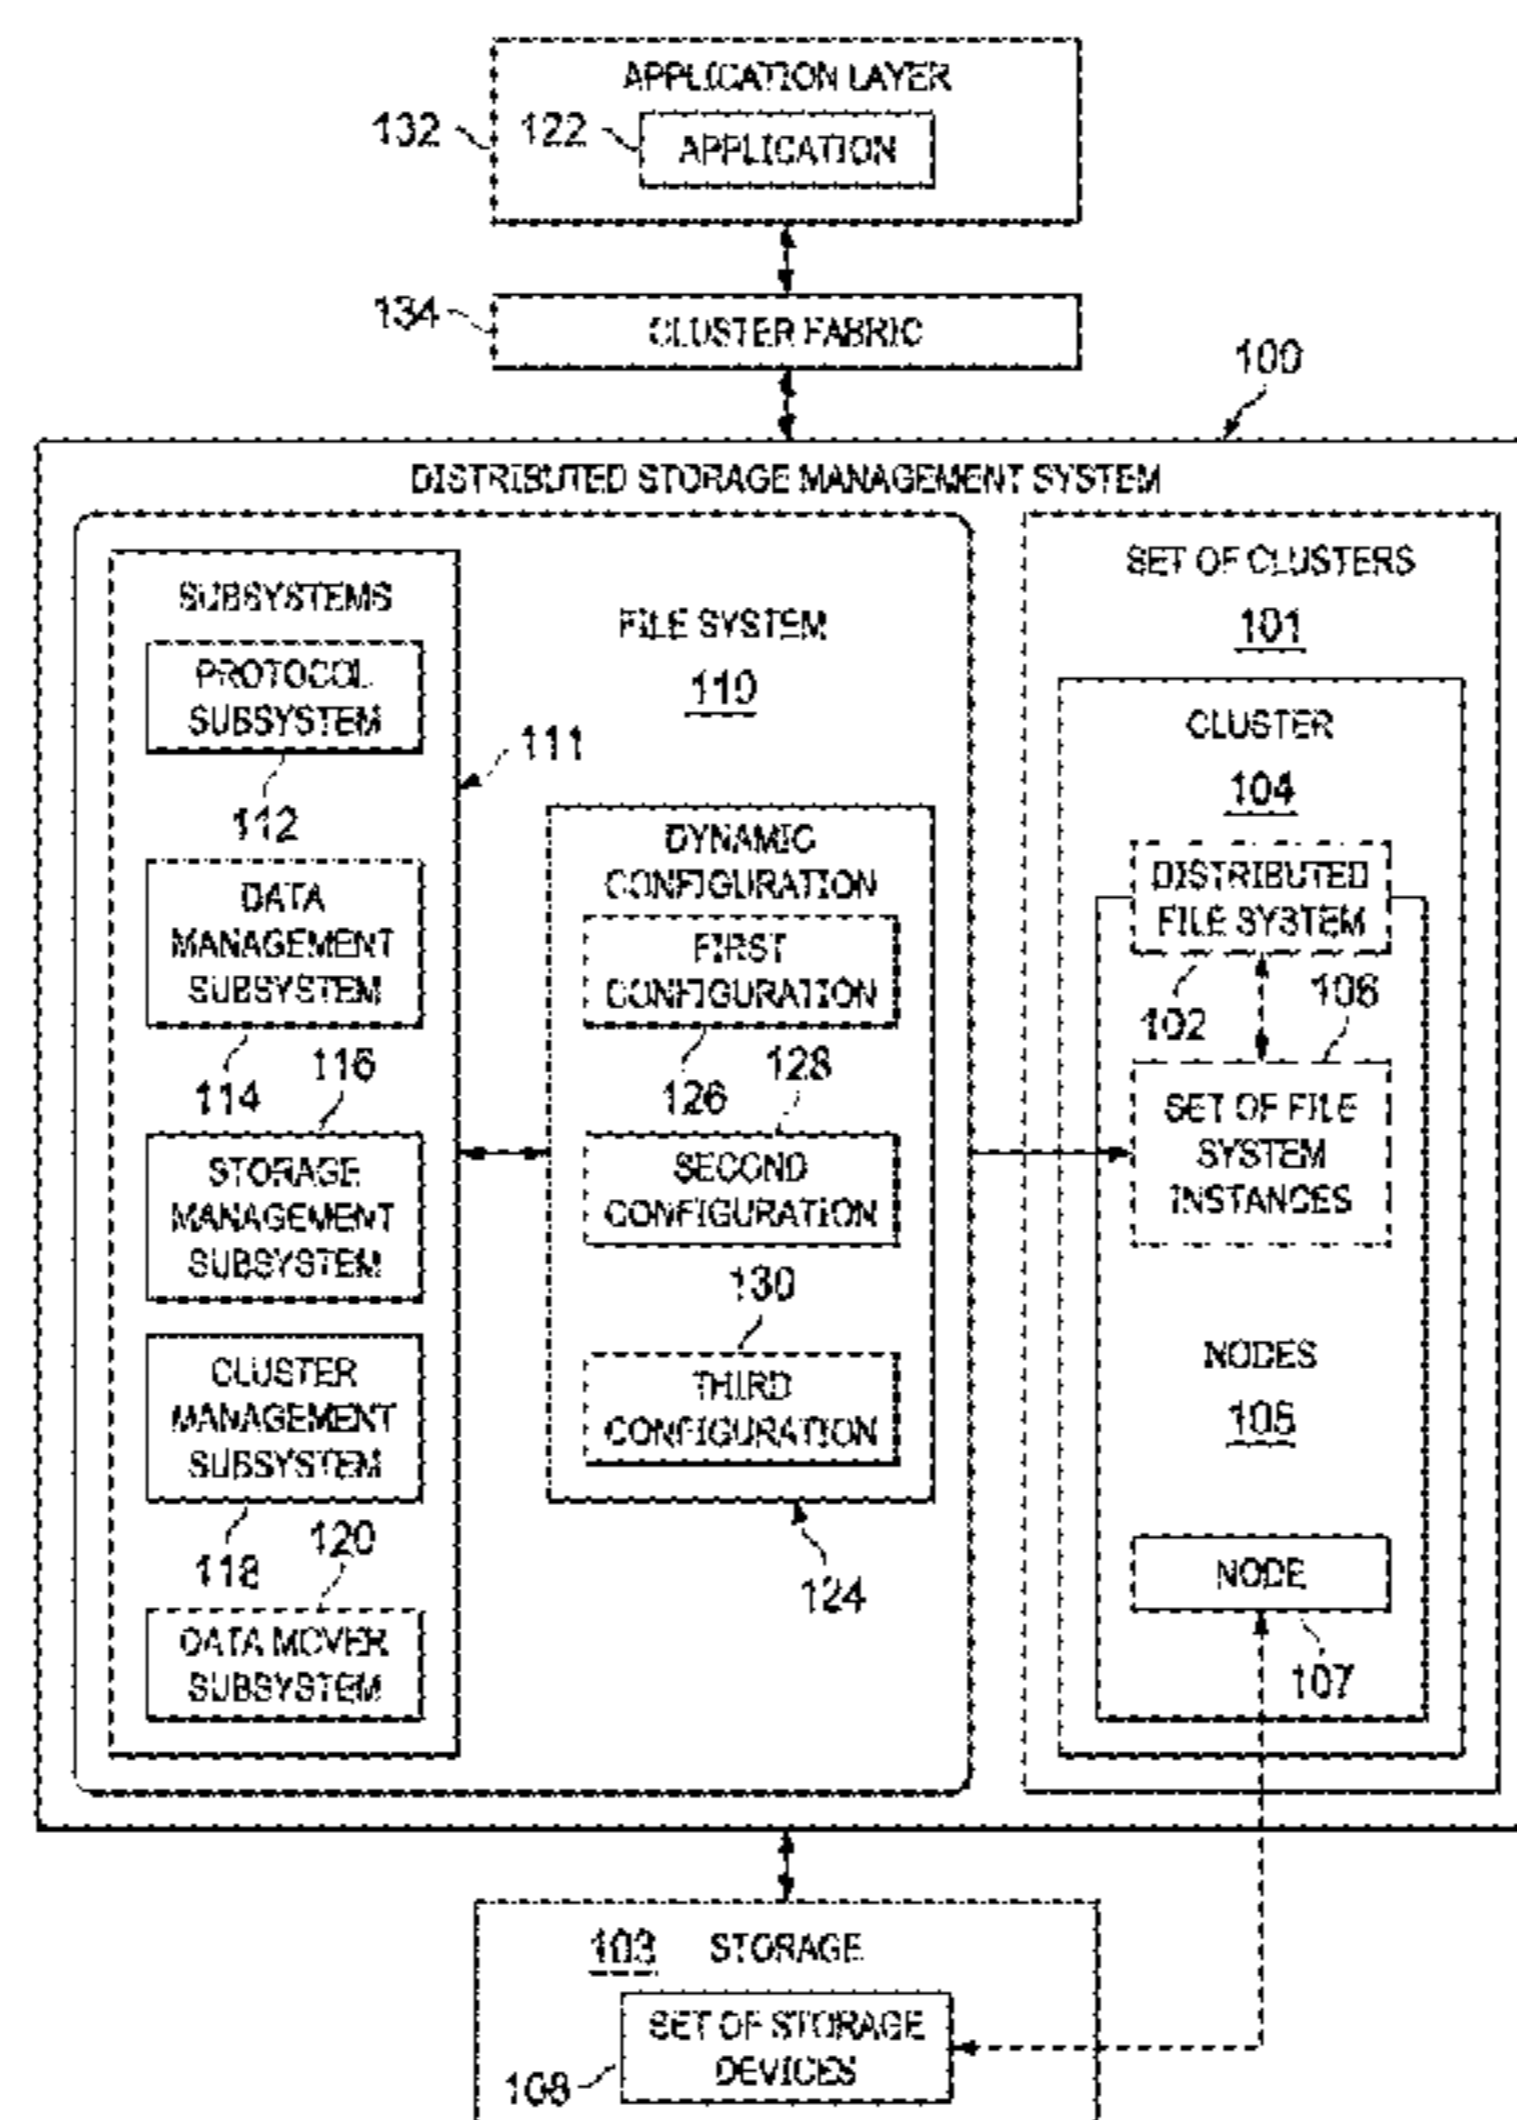 APPLICATION LAYER
132
122
APPLICATION
134
CLUSTER FABRIC
100
DISTRIBUTED STORAGE MANAGEMENT SYSTEM
SUBSYSTEMS
PROTOCOL
SUBSYSTEM
112
DATA
MANAGEMENT
SUBSYSTEM
114
116
STORAGE
MANAGEMENT
SUBSYSTEM
CLUSTER
MANAGEMENT
SUBSYSTEM
118
120
DATA MOVER
SUBSYSTEM
FILE SYSTEM
110
111
DYNAMIC
CONFIGURATION
FIRST
CONFIGURATION
126
128
SECOND
CONFIGURATION
130
THIRD
CONFIGURATION
124
SET OF CLUSTERS
101
CLUSTER
104
DISTRIBUTED
FILE SYSTEM
102
SET OF FILE
SYSTEM
INSTANCES
NODES
NODE
107
103
STORAGE
SET OF STORAGE
DEVICES
108